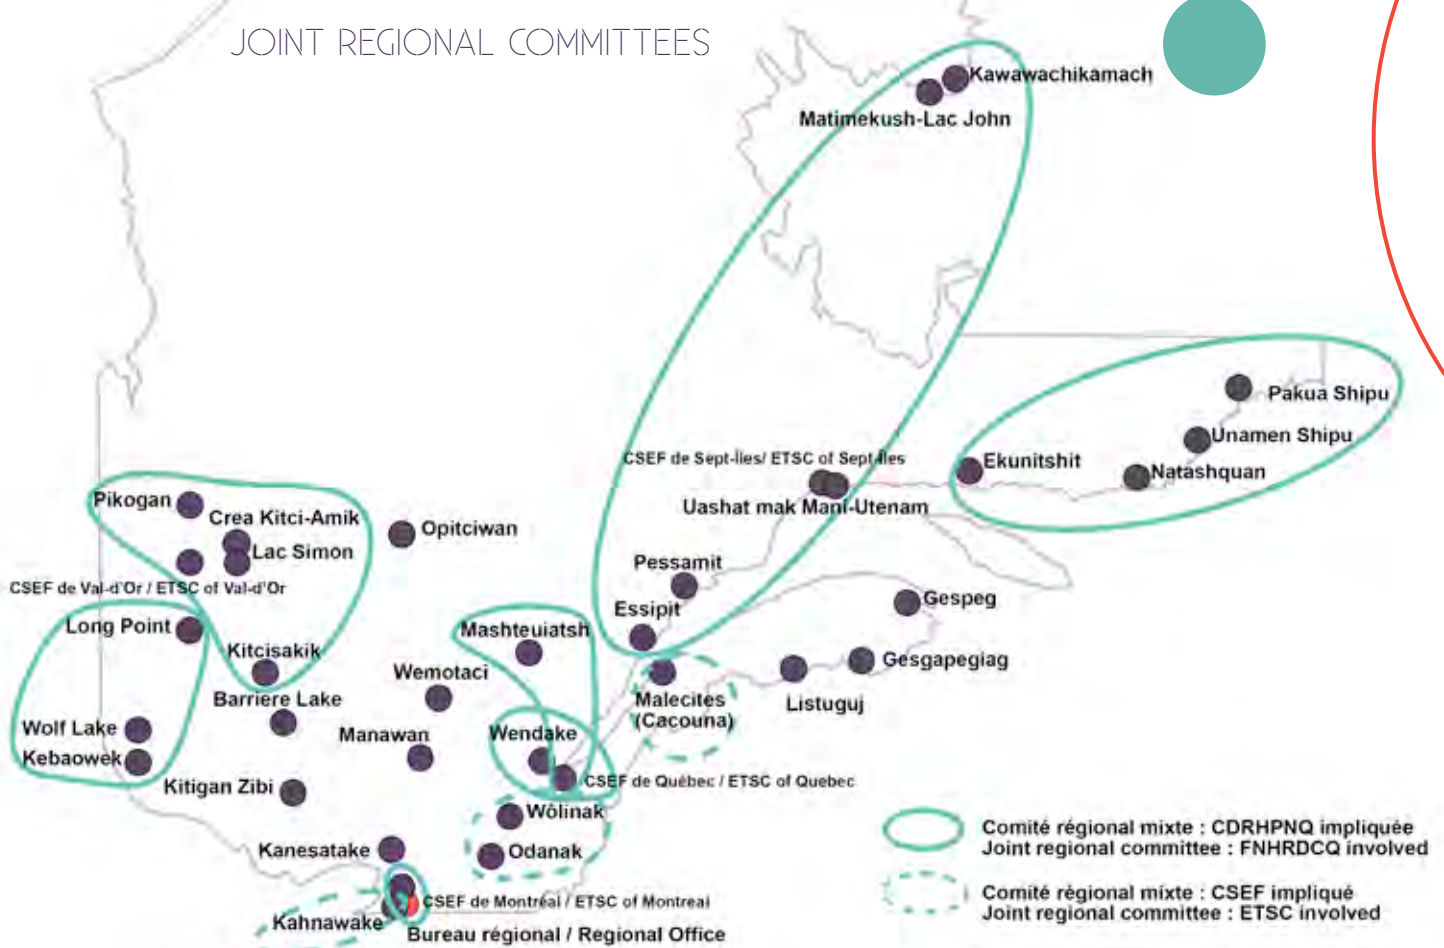 JOINT REGIONAL COMMITTEES
Kawawachikamach
Matimekush-Lac John
Pakua Shipu
Unamen Shipu
Ekunitshit
Natashquan
CSEF de Sept-Îles/ ETSC of Sept-Îles
Uashat mak Mani-Utenam
Pikogan
Crea Kitci-Amik
Opitciwan
Lac Simon
Pessamit
CSEF de Val-d'Or / ETSC of Val-d'Or
Essipit
Gespeg
Long Point
Mashteuiatsh
Kitcisakik
Gesgapegiag
Wemotaci
Barriere Lake
Malecites
(Cacouna)
Listuguj
Wolf Lake
Manawan
Wendake
Kebaowek
Kitigan Zibi
CSEF de Québec / ETSC of Quebec
Wôlinak
Kanesatake
Odanak
CSEF de Montréal / ETSC of Montreal
Kahnawake
Bureau régional / Regional Office
Comité régional mixte : CDRHPNQ impliquée
Joint regional committee : FNHRDCQ involved
Comité régional mixte : CSEF impliqué
Joint regional committee : ETSC involved